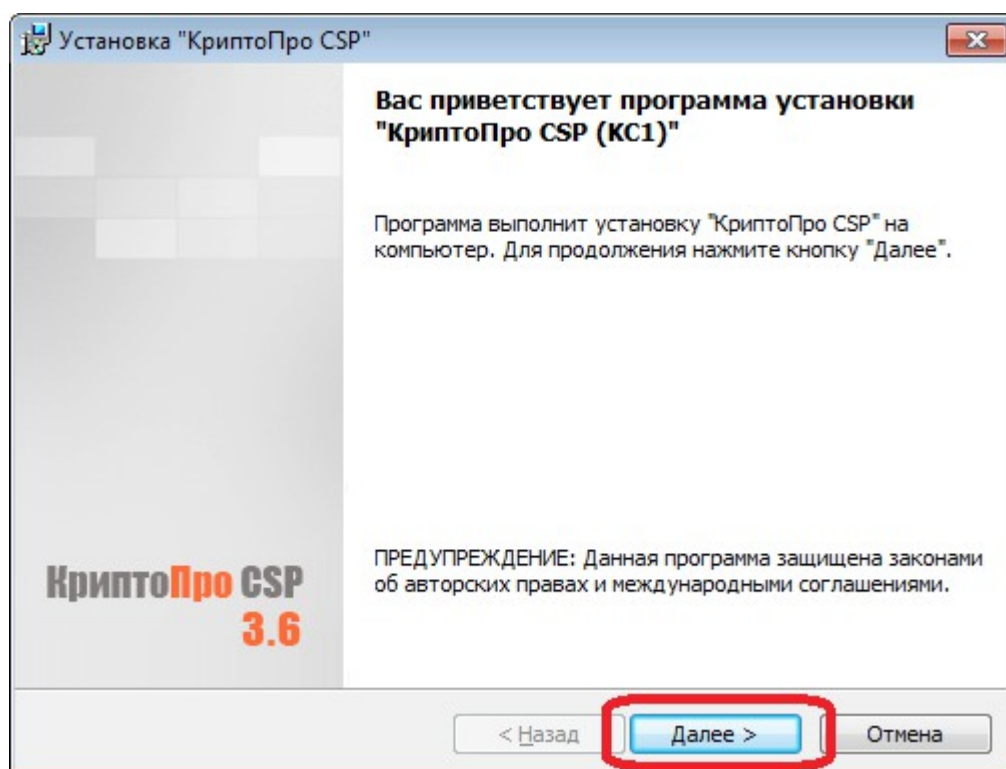 Установка "КриптоПро CSP"
Вас приветствует программа установки
"КриптоПро CSP (КС1)"
Программа выполнит установку "КриптоПро CSP" на
компьютер. Для продолжения нажмите кнопку "Далее".
ПРЕДУПРЕЖДЕНИЕ: Данная программа защищена законами
об авторских правах и международными соглашениями.
КриптоПро CSP
3.6
< Назад
Далее >
Отмена